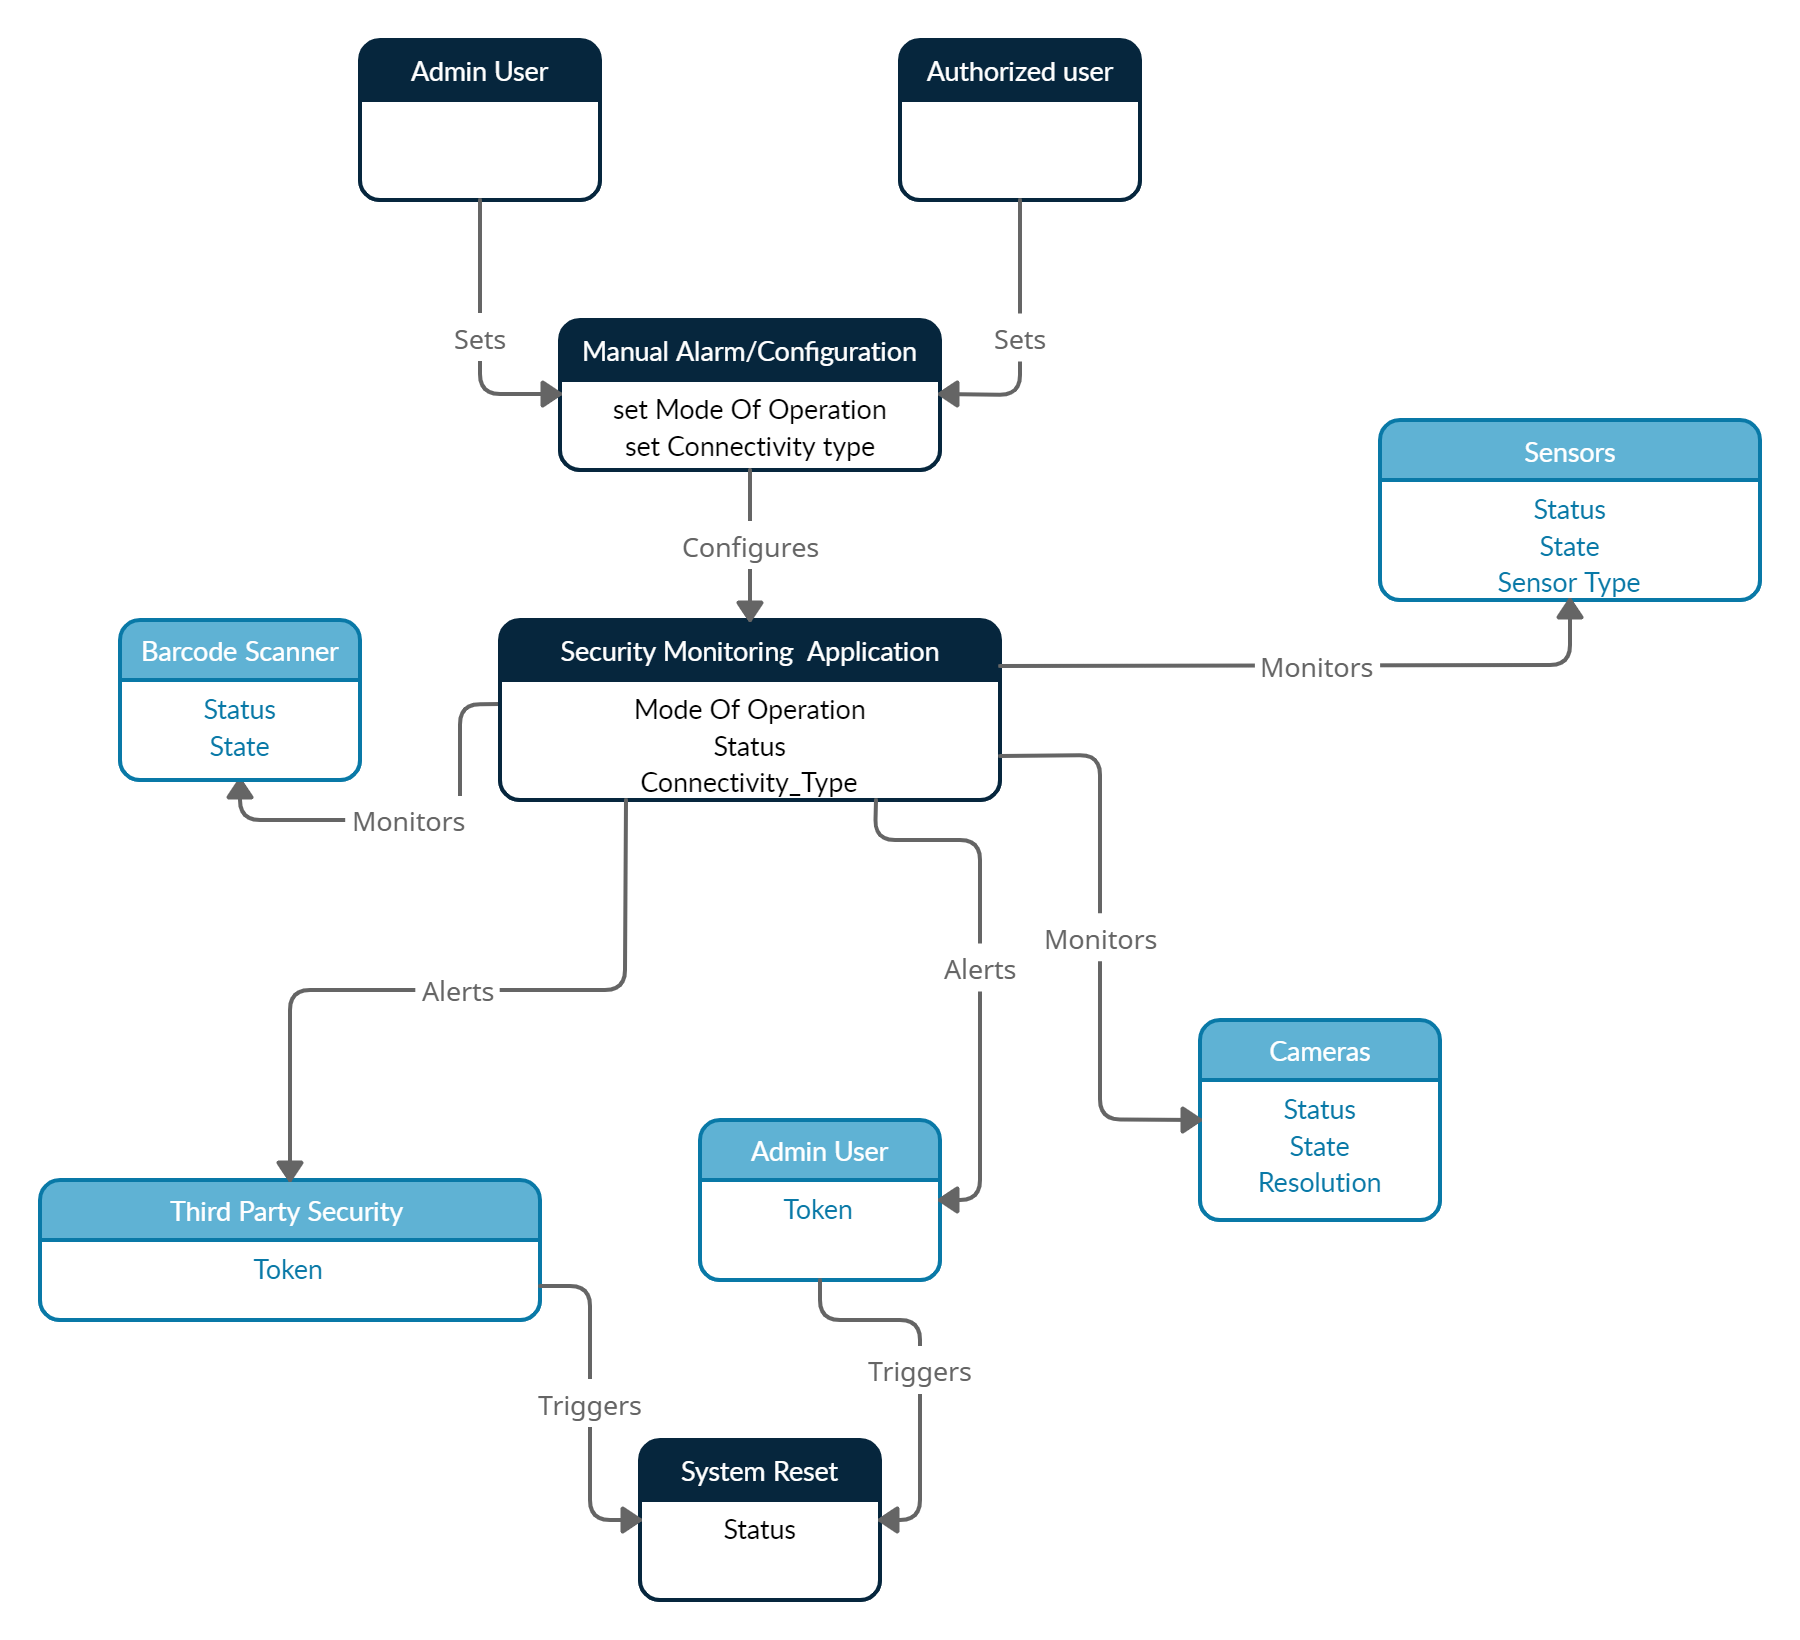 Admin User
Authorized user
Sets
Sets
Manual Alarm/Configuration
set Mode Of Operation
set Connectivity type
Configures
Sensors
Status
State
Sensor Type
Barcode Scanner
Status
State
Security Monitoring  Application
Mode Of Operation
Status
Connectivity_Type
Monitors
Monitors
Monitors
Alerts
Alerts
Cameras
Status
State
Resolution
Admin User
Token
Third Party Security
Token
Triggers
Triggers
System Reset
Status